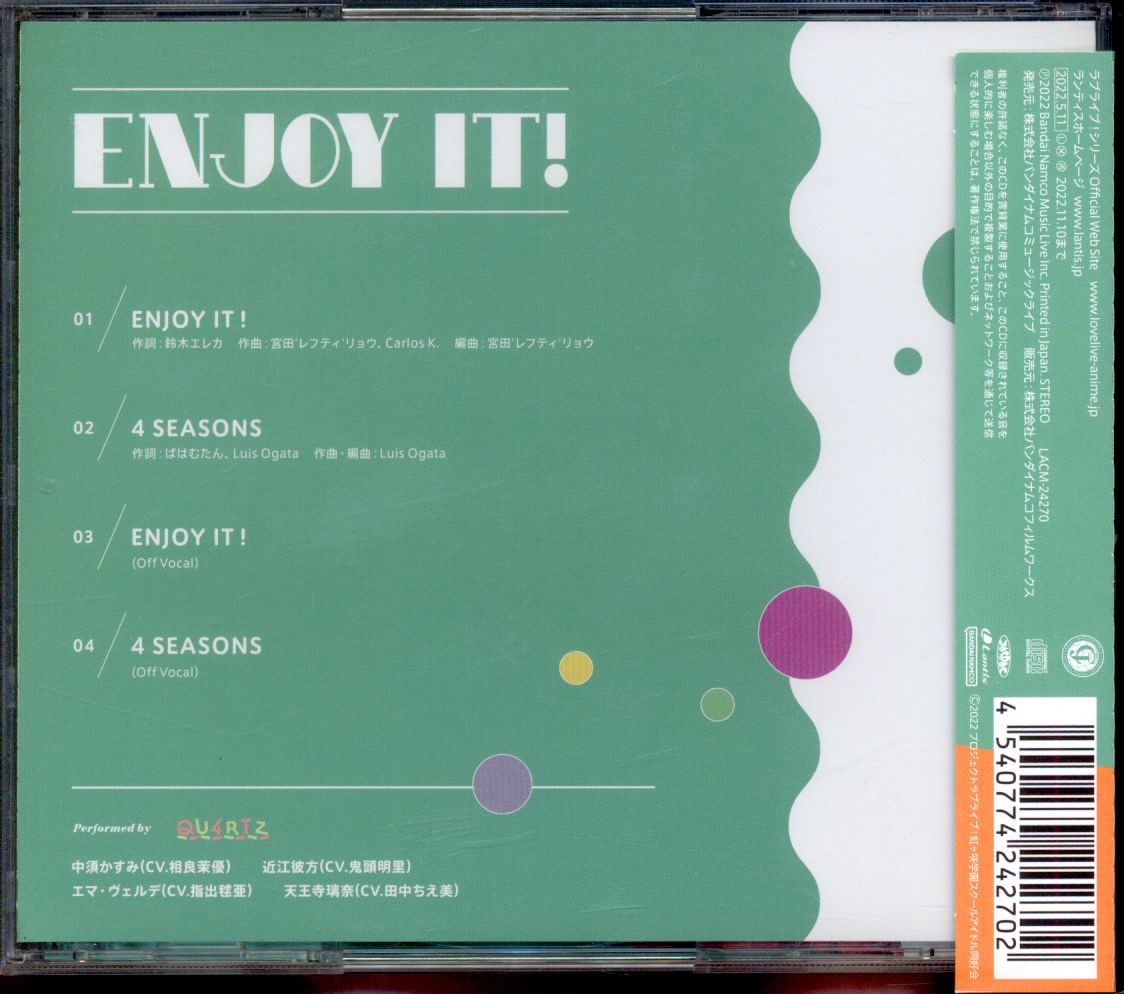 ENJOY IT!
01
ENJOY IT!
作詞:鈴木エレカ 作曲:宮田'レフティ'リョウ、Carlos K. 編曲:宮田'レフティ'リョウ
02
4 SEASONS
作詞:ぱはむたん、Luis Ogata 作曲・編曲:Luis Ogata
03
ENJOY IT!
(Off Vocal)
04
4 SEASONS
(Off Vocal)
Performed by QU4RTZ
中須かすみ(CV.相良茉優) 近江彼方(CV.鬼頭明里)
エマ・ヴェルデ(CV.指出毬亜) 天王寺璃奈(CV.田中ちえ美)
ラブライブ!シリーズ Official Web Site www.lovelive-anime.jp
ランティスホームページ www.lantis.jp
2022.5.11 2022.11.10まで
Ⓟ2022 Bandai Namco Music Live Inc. Printed in Japan. STEREO LACM-24270
発売元:株式会社バンダイナムコミュージックライブ 販売元:株式会社バンダイナムコフィルムワークス
権利者の許諾なく、このCDを賃貸業に使用すること、このCDに収録されている音を
個人的に楽しむ場合以外の目的で複製することおよびネットワーク等を通じて送信
できる状態にすることは、著作権法で禁じられています。
COMPACT
disc
DIGITAL AUDIO
Lantis
BANDAI NAMCO
©2022 プロジェクトラブライブ!虹ヶ咲学園スクールアイドル同好会
4 540774 242702